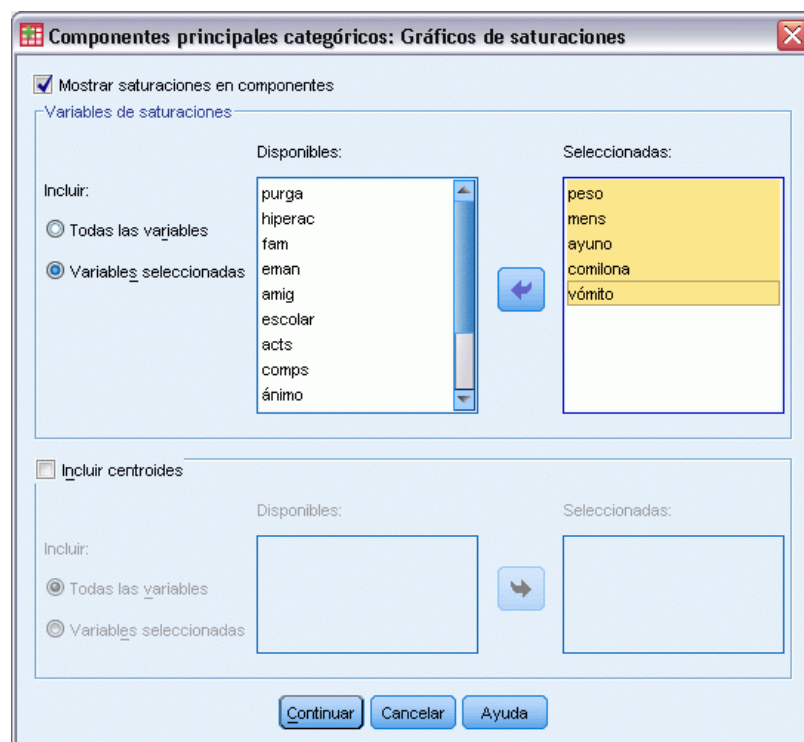 Componentes principales categóricos: Gráficos de saturaciones
Mostrar saturaciones en componentes
Variables de saturaciones
Disponibles:
Seleccionadas:
Incluir:
Todas las variables
Variables seleccionadas
purga
hiperac
fam
eman
amig
escolar
acts
comps
ánimo
peso
mens
ayuno
comilona
vómito
Incluir centroides
Disponibles:
Seleccionadas:
Incluir:
Todas las variables
Variables seleccionadas
Continuar
Cancelar
Ayuda